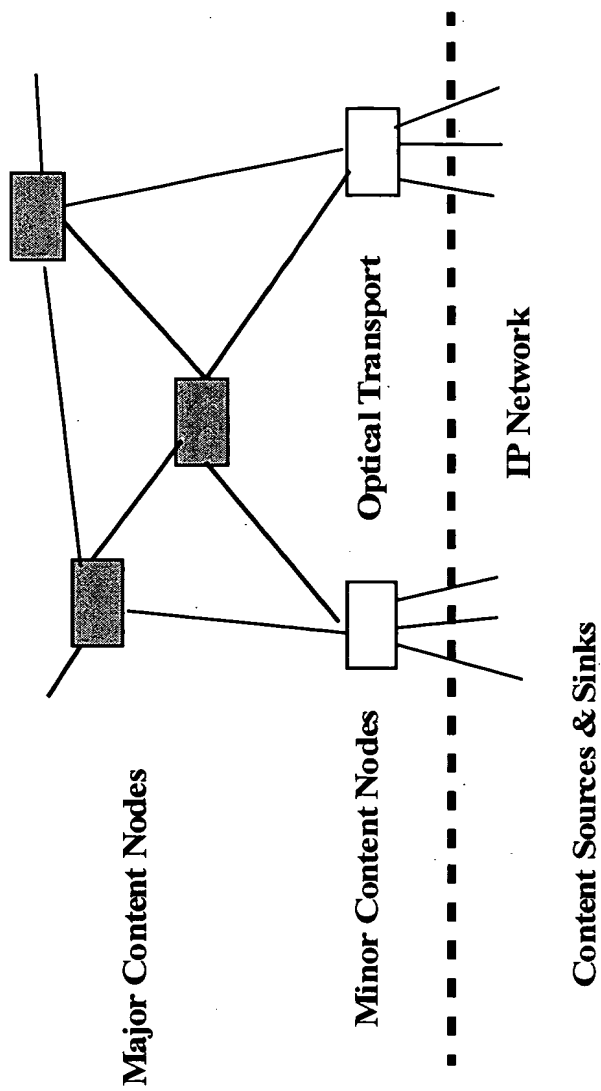 Major Content Nodes
Minor Content Nodes
Optical Transport
IP Network
Content Sources & Sinks